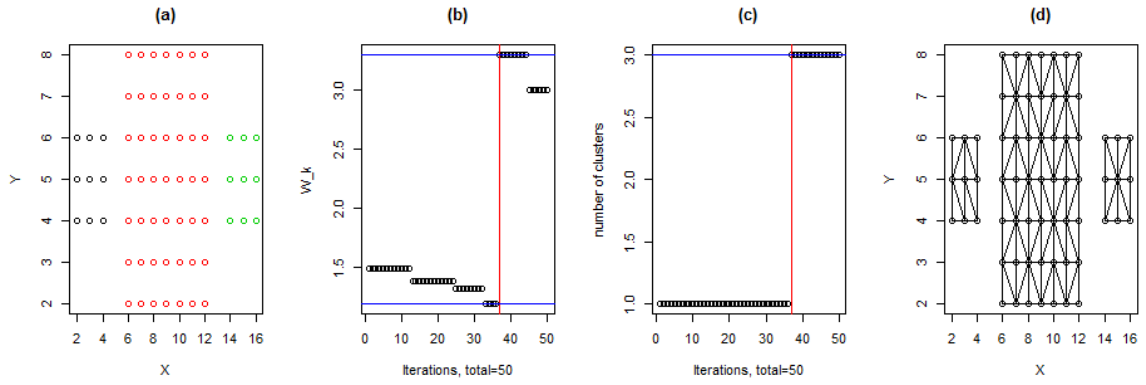 (a)
8
7
6
5
4
3
2
Y
2 4 6 8 10 12 14 16
X
(b)
3.0
2.5
2.0
1.5
W_k
0 10 20 30 40 50
Iterations, total=50
(c)
3.0
2.5
2.0
1.5
1.0
number of clusters
0 10 20 30 40 50
Iterations, total=50
(d)
8
7
6
5
4
3
2
Y
2 4 6 8 10 12 14 16
X